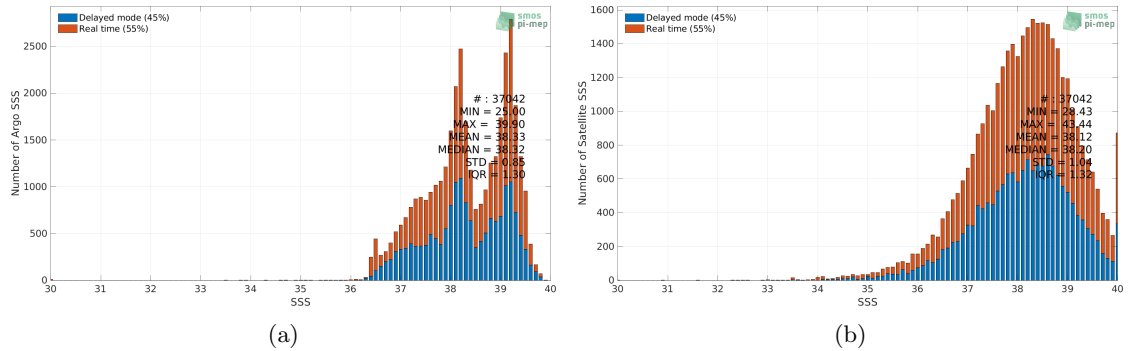 Delayed mode (45%)
Real time (55%)
smos
pi-mep
2500
2000
1500
1000
500
0
Number of Argo SSS
# : 37042
MIN = 25.00
MAX = 39.90
MEAN = 38.33
MEDIAN = 38.32
STD = 0.85
IQR = 1.30
30 31 32 33 34 35 36 37 38 39 40
SSS
(a)
Delayed mode (45%)
Real time (55%)
smos
pi-mep
1600
1400
1200
1000
800
600
400
200
0
Number of Satellite SSS
# : 37042
MIN = 28.43
MAX = 43.44
MEAN = 38.12
MEDIAN = 38.20
STD = 1.04
IQR = 1.32
30 31 32 33 34 35 36 37 38 39 40
SSS
(b)